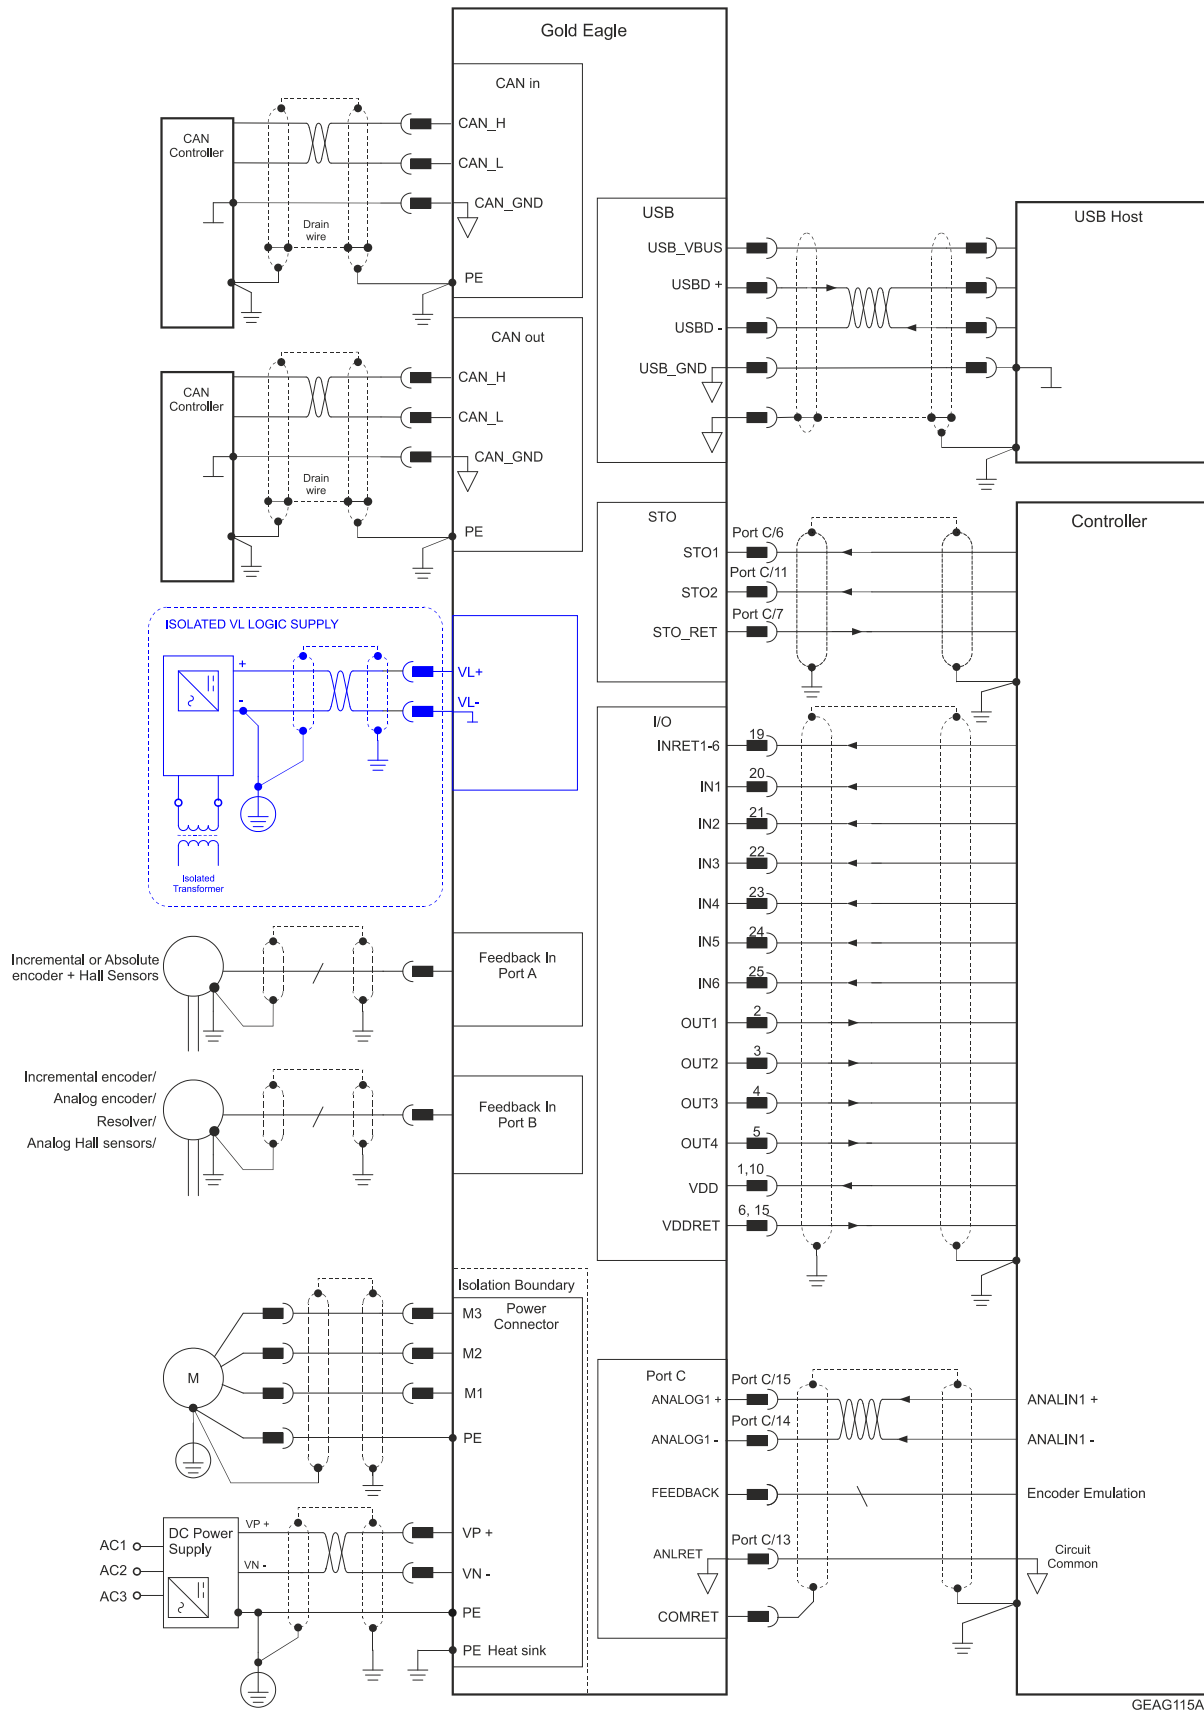 Gold Eagle
CAN in
CAN
Controller
CAN_H
CAN_L
CAN_GND
Drain
wire
PE
CAN out
CAN
Controller
CAN_H
CAN_L
CAN_GND
Drain
wire
PE
ISOLATED VL LOGIC SUPPLY
+
-
VL+
VL-
Isolated
Transformer
Incremental or Absolute
encoder + Hall Sensors
Feedback In
Port A
Incremental encoder/
Analog encoder/
Resolver/
Analog Hall sensors/
Feedback In
Port B
Isolation Boundary
Power
Connector
M
M3
M2
M1
PE
DC Power
Supply
AC1
AC2
AC3
VP +
VN -
VP +
VN -
PE
PE Heat sink
USB
USB_VBUS
USBD +
USBD -
USB_GND
USB Host
STO
STO1
Port C/6
STO2
Port C/11
STO_RET
Port C/7
Controller
I/O
INRET1-6
19
IN1
20
IN2
21
IN3
22
IN4
23
IN5
24
IN6
25
OUT1
2
OUT2
3
OUT3
4
OUT4
5
VDD
1,10
VDDRET
6, 15
Port C
ANALOG1 +
Port C/15
ANALIN1 +
ANALOG1 -
Port C/14
ANALIN1 -
FEEDBACK
Encoder Emulation
ANLRET
Port C/13
Circuit
Common
COMRET
GEAG115A